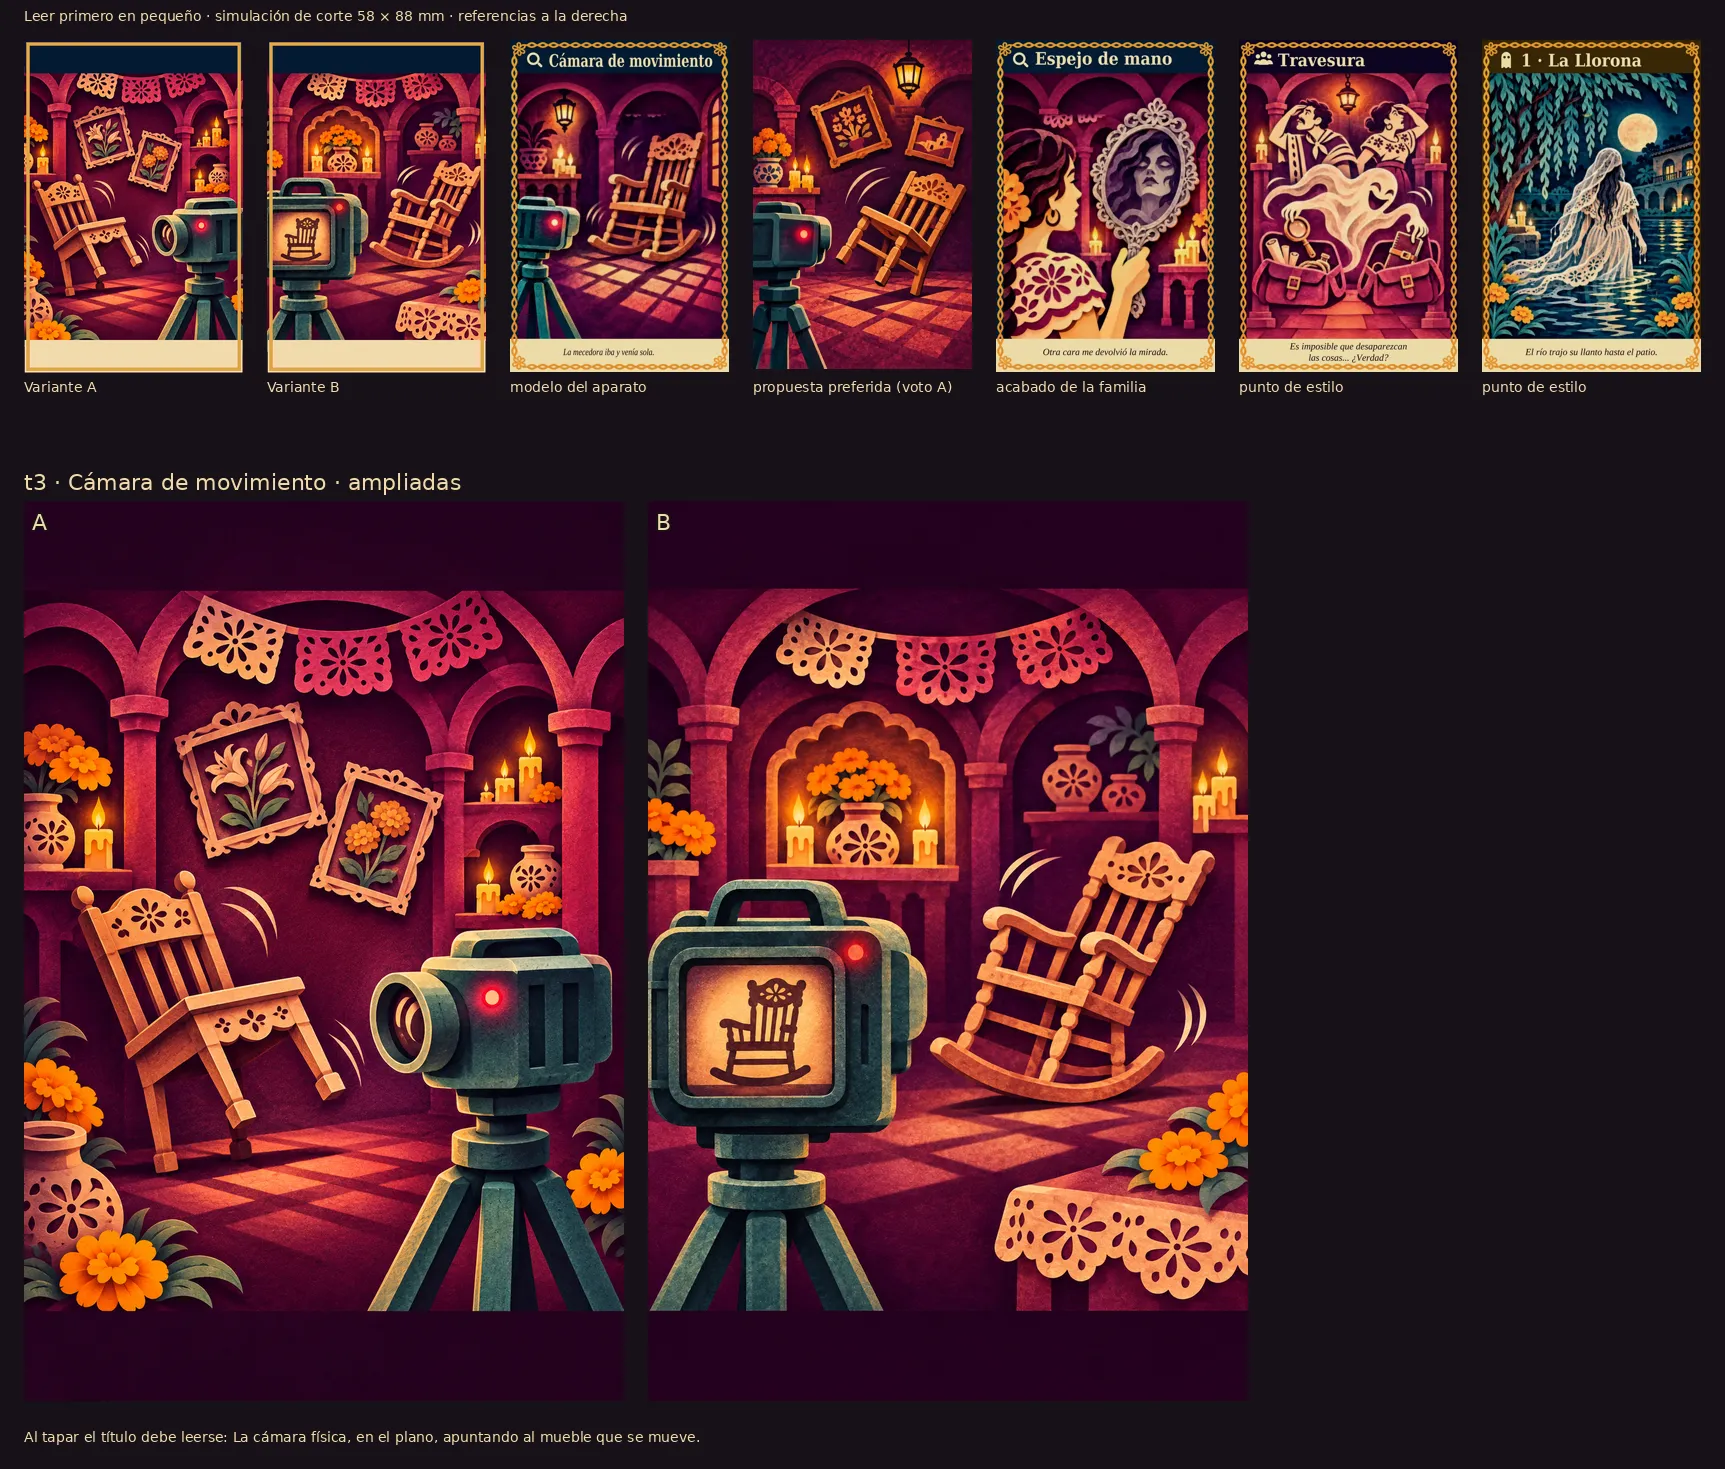 Leer primero en pequeño · simulación de corte 58 × 88 mm · referencias a la derecha
Cámara de movimiento
Espejo de mano
Travesura
1 · La Llorona
La mecedora iba y venía sola.
Otra cara me devolvió la mirada.
Es imposible que desaparezcan
las cosas... ¿Verdad?
El río trajo su llanto hasta el patio.
Variante A
Variante B
modelo del aparato
propuesta preferida (voto A)
acabado de la familia
punto de estilo
punto de estilo
t3 · Cámara de movimiento · ampliadas
A
B
Al tapar el título debe leerse: La cámara física, en el plano, apuntando al mueble que se mueve.